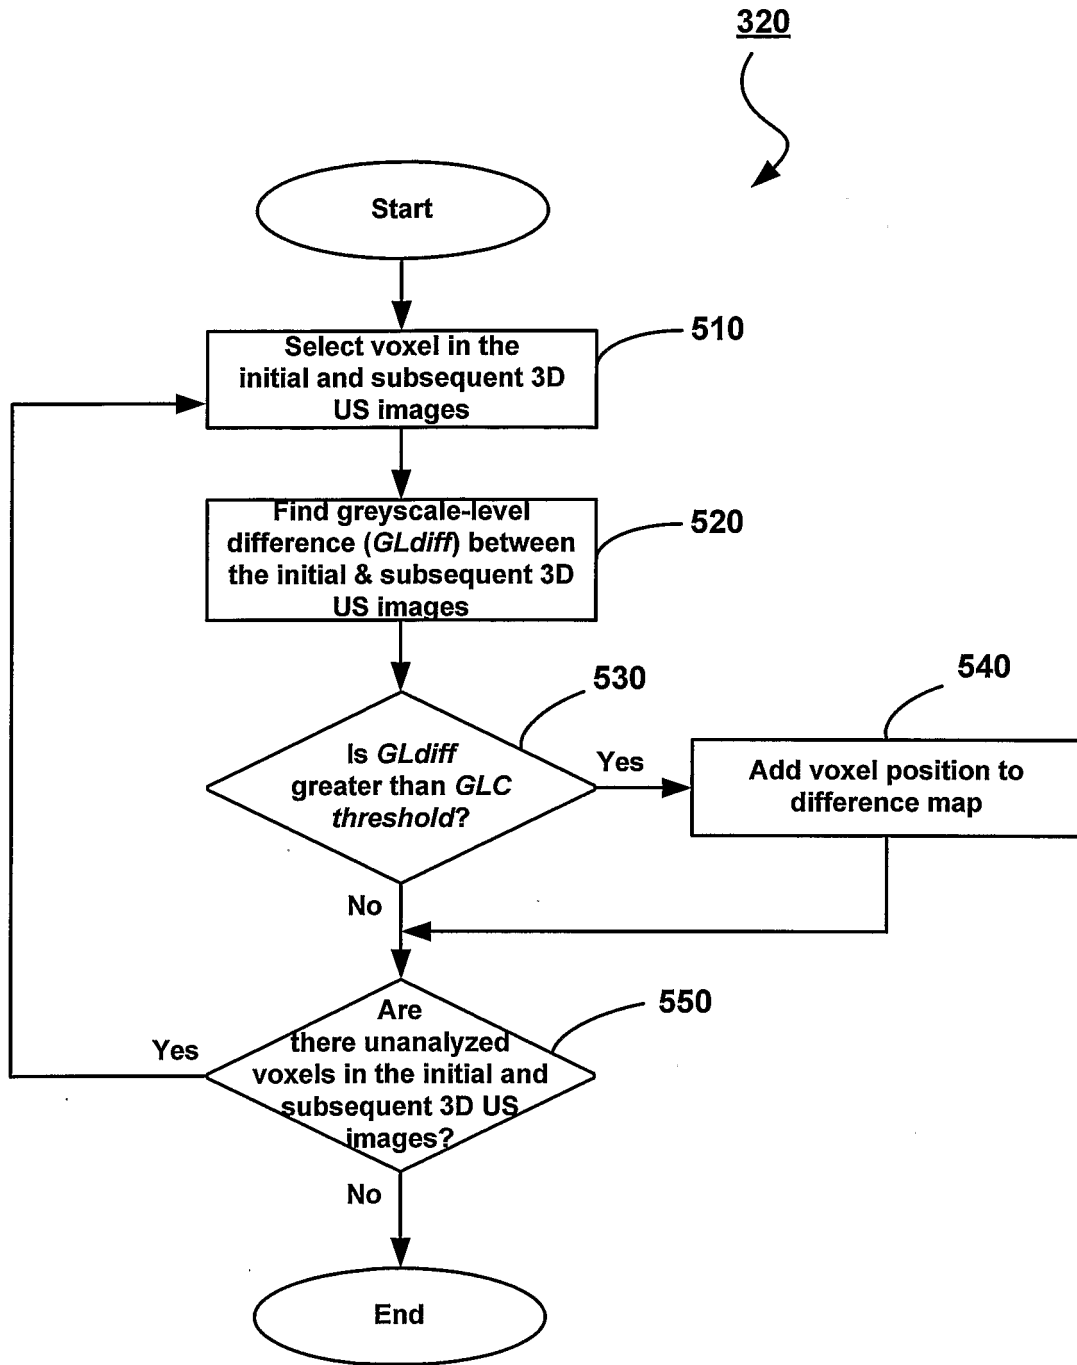 320
Start
Select voxel in the
initial and subsequent 3D
US images
510
Find greyscale-level
difference (GLdiff) between
the initial & subsequent 3D
US images
520
Is GLdiff
greater than GLC
threshold?
530
Yes
540
Add voxel position to
difference map
No
Are
there unanalyzed
voxels in the initial and
subsequent 3D US
images?
550
Yes
No
End